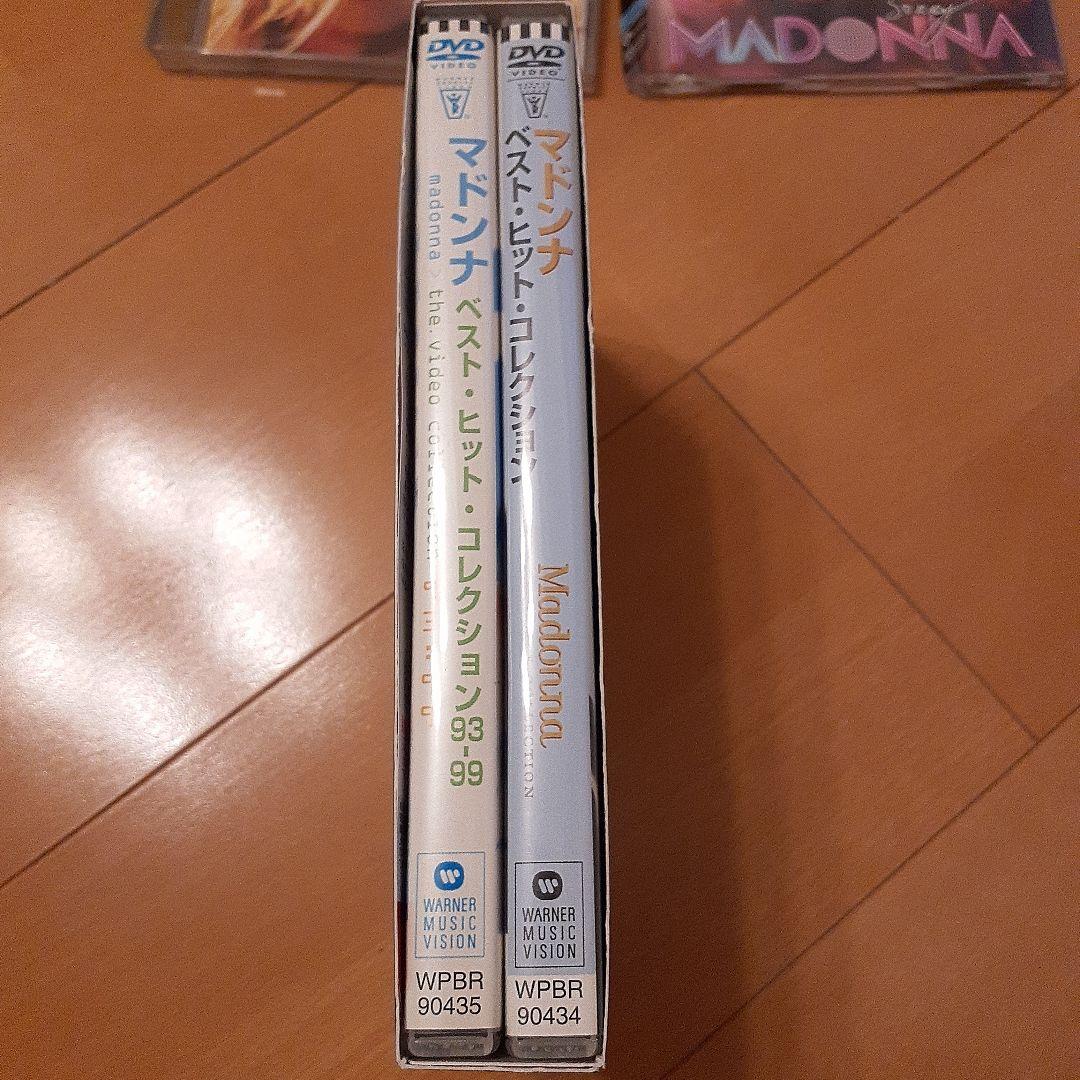 Sorry
MADONNA
DVD
VIDEO
マドンナ ベスト・ヒット・コレクション93-99
madonna > the.video collection
WARNER
MUSIC
VISION
WPBR
90435
DVD
VIDEO
マドンナ
ベスト・ヒット・コレクション
Madonna
WARNER
MUSIC
VISION
WPBR
90434